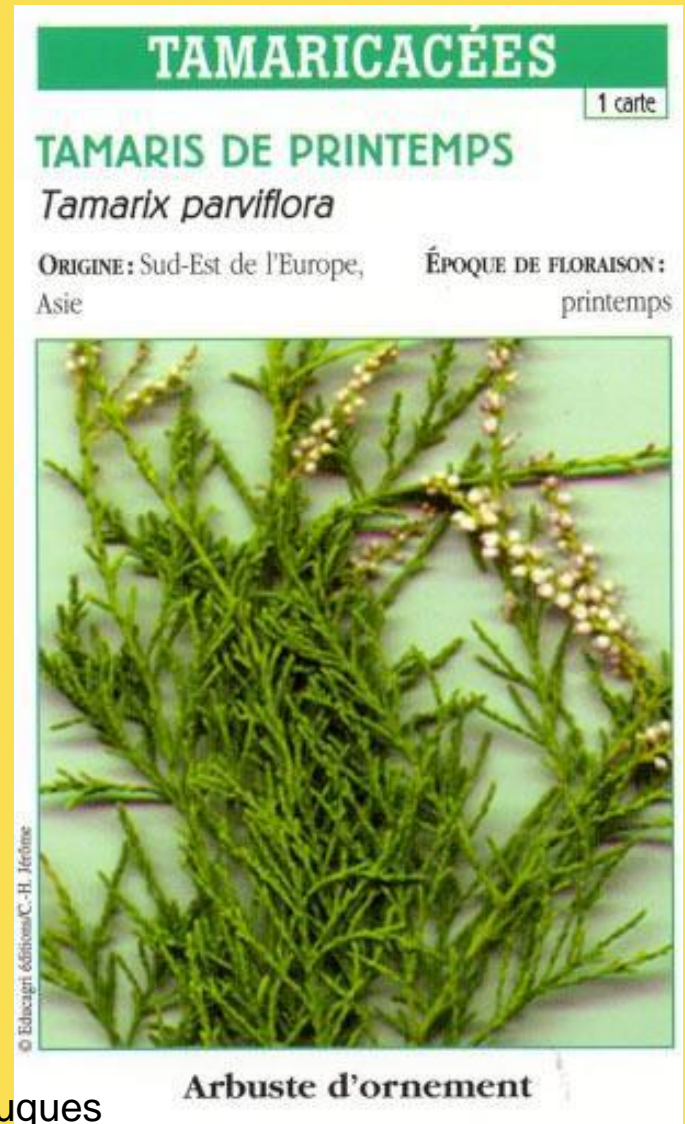 TAMARICACÉES
1 carte
TAMARIS DE PRINTEMPS
Tamarix parviflora
ORIGINE : Sud-Est de l'Europe,
Asie
ÉPOQUE DE FLORAISON :
printemps
© Educagri éditions/C.-H. Jérôme
Arbuste d'ornement
uques